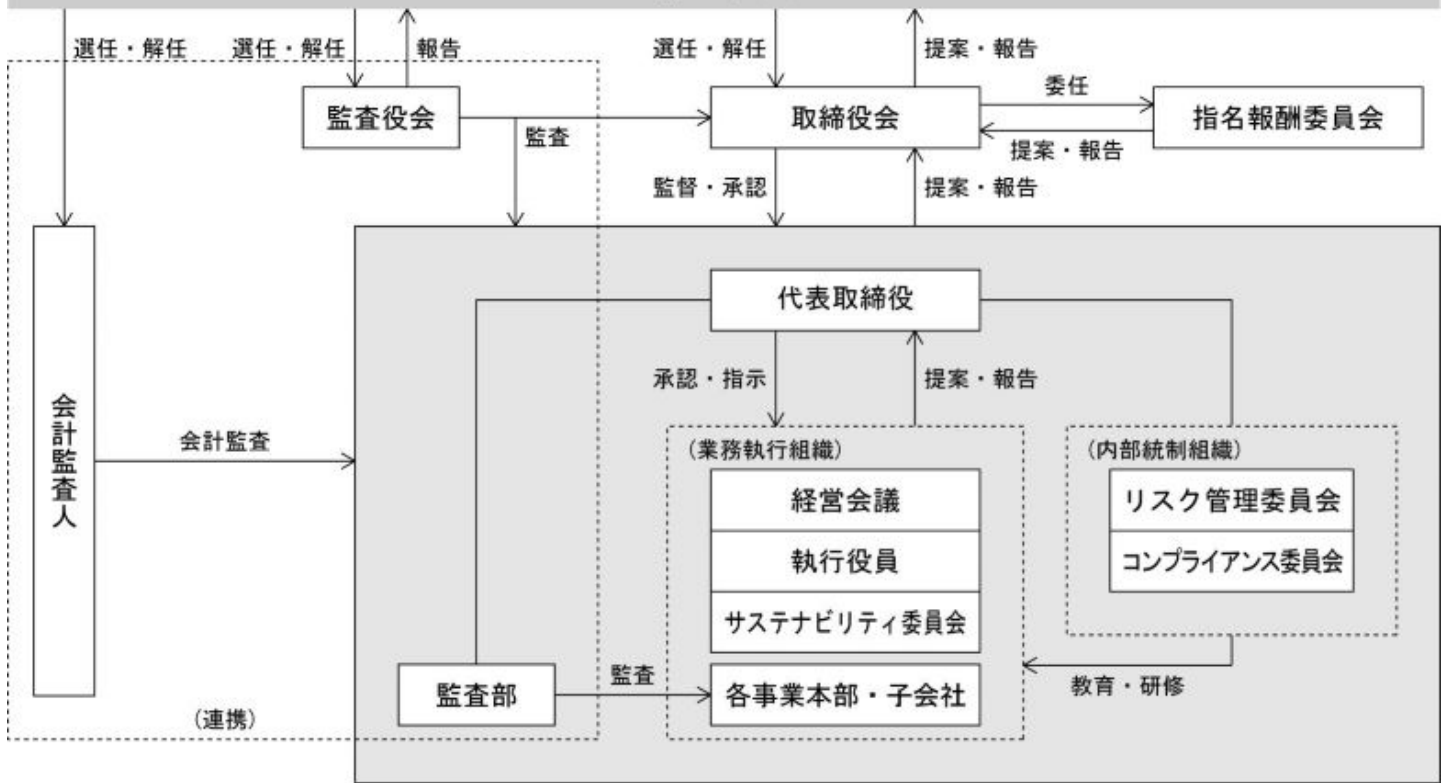 選任・解任
選任・解任
報告
選任・解任
提案・報告
監査役会
取締役会
委任
指名報酬委員会
監査
提案・報告
監督・承認
提案・報告
代表取締役
承認・指示
提案・報告
会計監査人
会計監査
(業務執行組織)
経営会議
執行役員
サステナビリティ委員会
(内部統制組織)
リスク管理委員会
コンプライアンス委員会
監査部
監査
各事業本部・子会社
教育・研修
(連携)